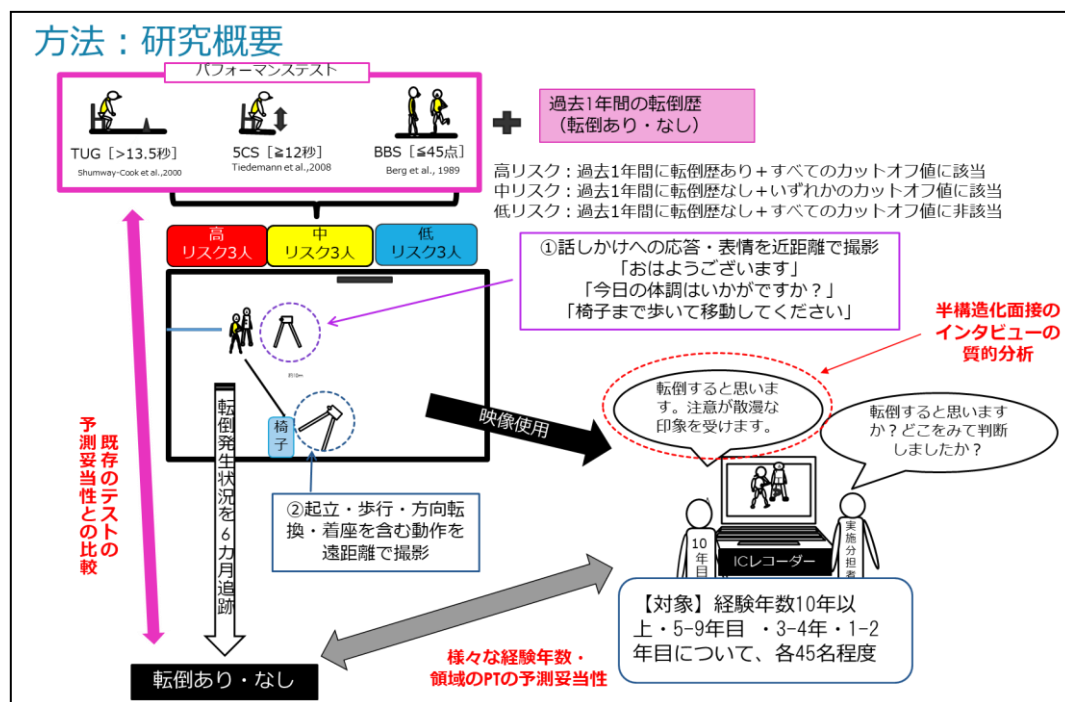 方法：研究概要
パフォーマンステスト
TUG［>13.5秒］
Shumway-Cook et al.,2000
5CS［≧12秒］
Tiedemann et al.,2008
BBS［≦45点］
Berg et al., 1989
過去1年間の転倒歴
（転倒あり・なし）
高リスク：過去1年間に転倒歴あり＋すべてのカットオフ値に該当
中リスク：過去1年間に転倒歴なし＋いずれかのカットオフ値に該当
低リスク：過去1年間に転倒歴なし＋すべてのカットオフ値に非該当
高
リスク3人
中
リスク3人
低
リスク3人
①話しかけへの応答・表情を近距離で撮影
「おはようございます」
「今日の体調はいかがですか？」
「椅子まで歩いて移動してください」
半構造化面接の
インタビューの
質的分析
椅子
映像使用
転倒すると思いま
す。注意が散漫な
印象を受けます。
転倒すると思います
か？どこをみて判断
しましたか？
既存のテストの
予測妥当性との比較
転倒発生状況を6カ月追跡
②起立・歩行・方向転
換・着座を含む動作を
遠距離で撮影
10年目
ICレコーダー
実施分担者
【対象】経験年数10年以
上・5-9年目 ・3-4年・1-2
年目について、各45名程度
様々な経験年数・
領域のPTの予測妥当性
転倒あり・なし